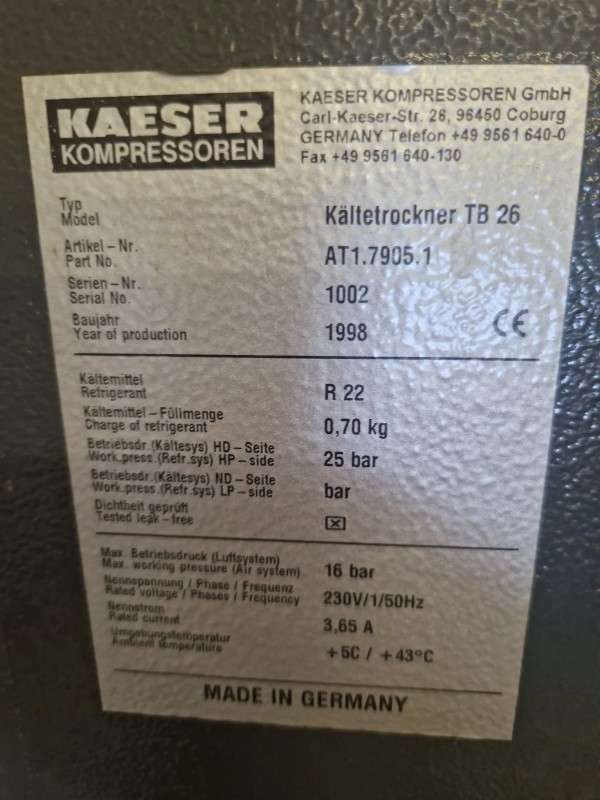 KAESER
KOMPRESSOREN
KAESER KOMPRESSOREN GmbH
Carl-Kaeser-Str. 26, 96450 Coburg
GERMANY Telefon +49 9561 640-0
Fax +49 9561 640-130
Typ
Model
Kältetrockner TB 26
Artikel – Nr.
Part No.
AT1.7905.1
Serien – Nr.
Serial No.
1002
Baujahr
Year of production
1998
CE
Kältemittel
Refrigerant
R 22
Kältemittel – Füllmenge
Charge of refrigerant
0,70 kg
Betriebsdr.(Kältesys) HD – Seite
Work.press.(Refr.sys) HP – side
25 bar
Betriebsdr.(Kältesys) ND – Seite
Work.press.(Refr.sys) LP – side
bar
Dichtheit geprüft
Tested leak – free
☒
Max. Betriebsdruck (Luftsystem)
Max. working pressure (Air system)
16 bar
Nennspannung / Phase / Frequenz
Rated voltage / Phases / Frequency
230V/1/50Hz
Nennstrom
Rated current
3,65 A
Umgebungstemperatur
Ambient temperature
+5C / +43°C
MADE IN GERMANY